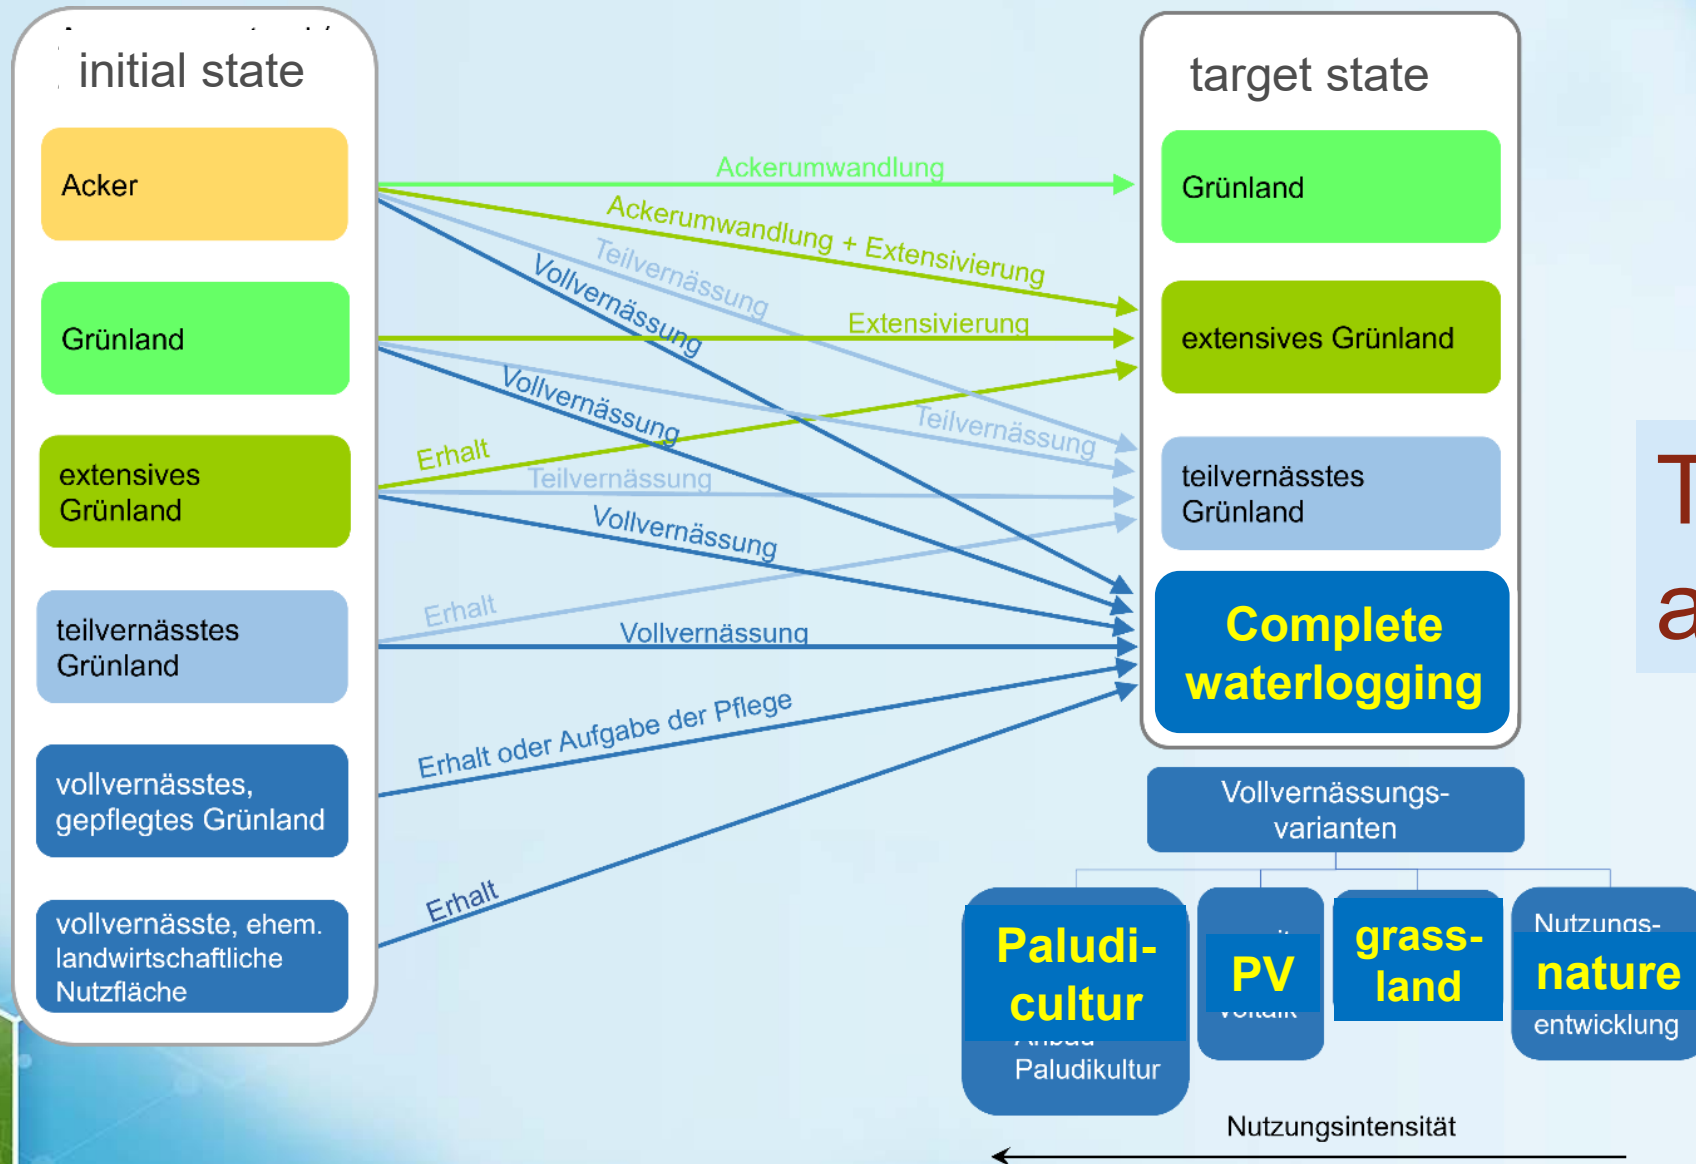 initial state
Acker
Grünland
extensives
Grünland
teilvernässtes
Grünland
vollvernässtes,
gepflegtes Grünland
vollvernässte, ehem.
landwirtschaftliche
Nutzfläche
Ackerumwandlung
Ackerumwandlung + Extensivierung
Teilvernässung
Vollvernässung
Extensivierung
Vollvernässung
Teilvernässung
Erhalt
Teilvernässung
Vollvernässung
Erhalt
Vollvernässung
Erhalt oder Aufgabe der Pflege
Erhalt
target state
Grünland
extensives Grünland
teilvernässtes
Grünland
Complete
waterlogging
Vollvernässungs-
varianten
Paludi-
cultur
Paludikultur
PV
grass-
land
Nutzungs-
nature
entwicklung
Nutzungsintensität
T
a